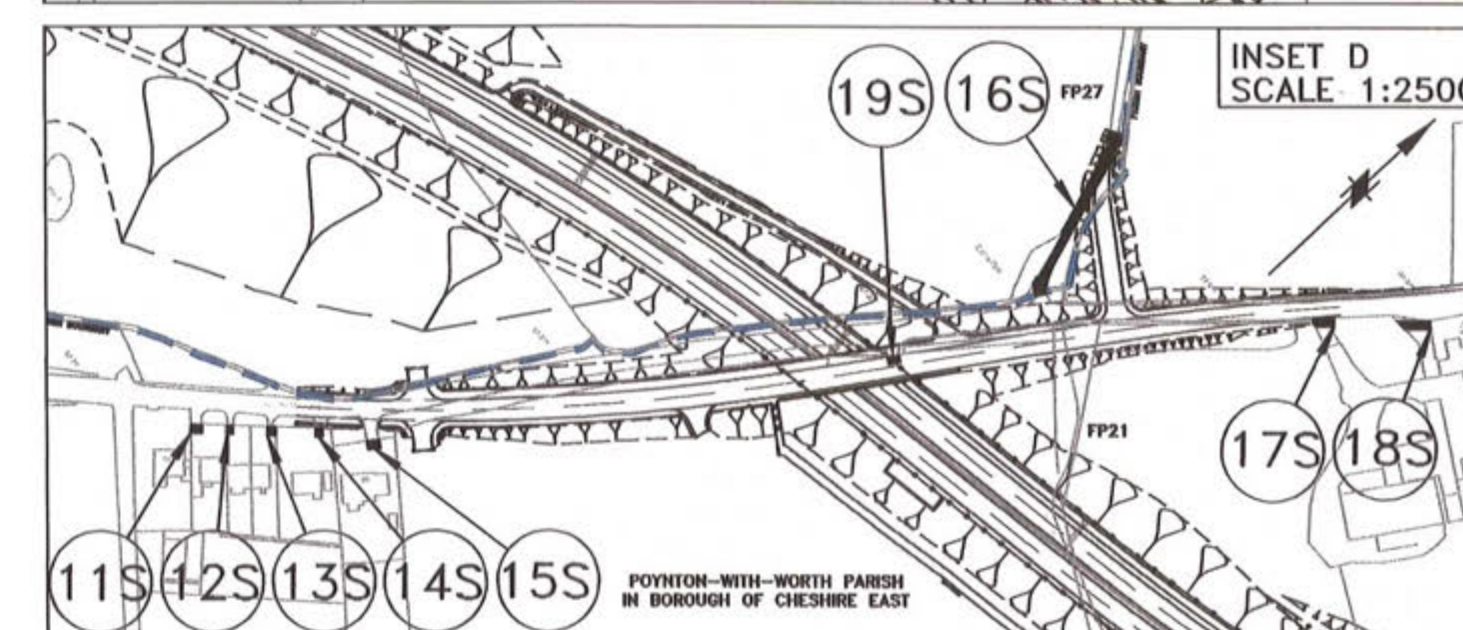 INSET D
SCALE 1:2500
19S
16S
FP27
FP21
17S
18S
11S
12S
13S
14S
15S
POYNTON-WITH-WORTH PARISH
IN BOROUGH OF CHESHIRE EAST